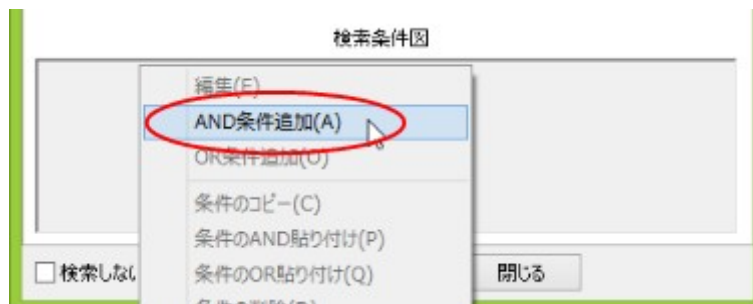 検索条件図
編集(E)
AND条件追加(A)
OR条件追加(O)
条件のコピー(C)
条件のAND貼り付け(P)
条件のOR貼り付け(Q)
検索しない
閉じる